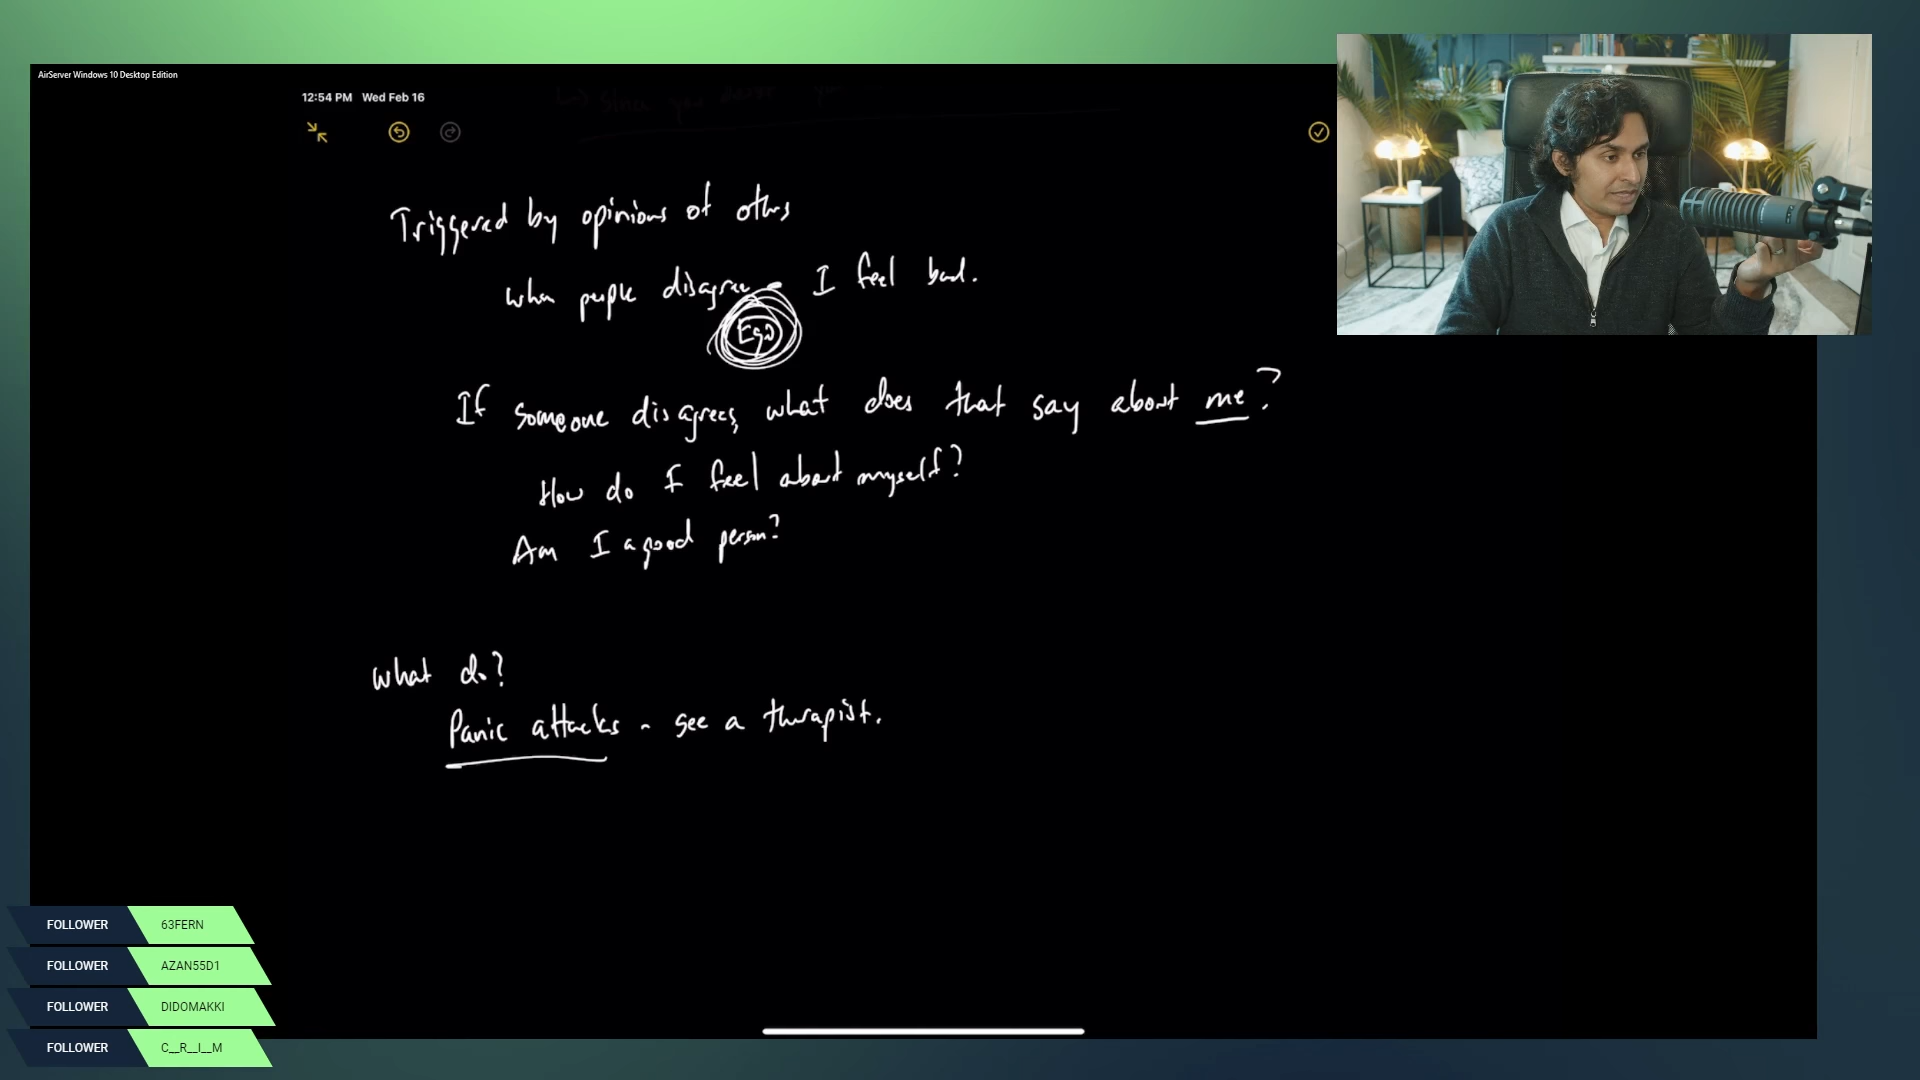 AirServer Windows 10 Desktop Edition
12:54 PM Wed Feb 16
Triggered by opinions of others
when people disagree - I feel bad.
Ego
If someone disagrees, what does that say about me?
How do I feel about myself?
Am I a good person?
what do?
Panic attacks - see a therapist.
FOLLOWER 63FERN
FOLLOWER AZAN55D1
FOLLOWER DIDOMAKKI
FOLLOWER C__R__I__M